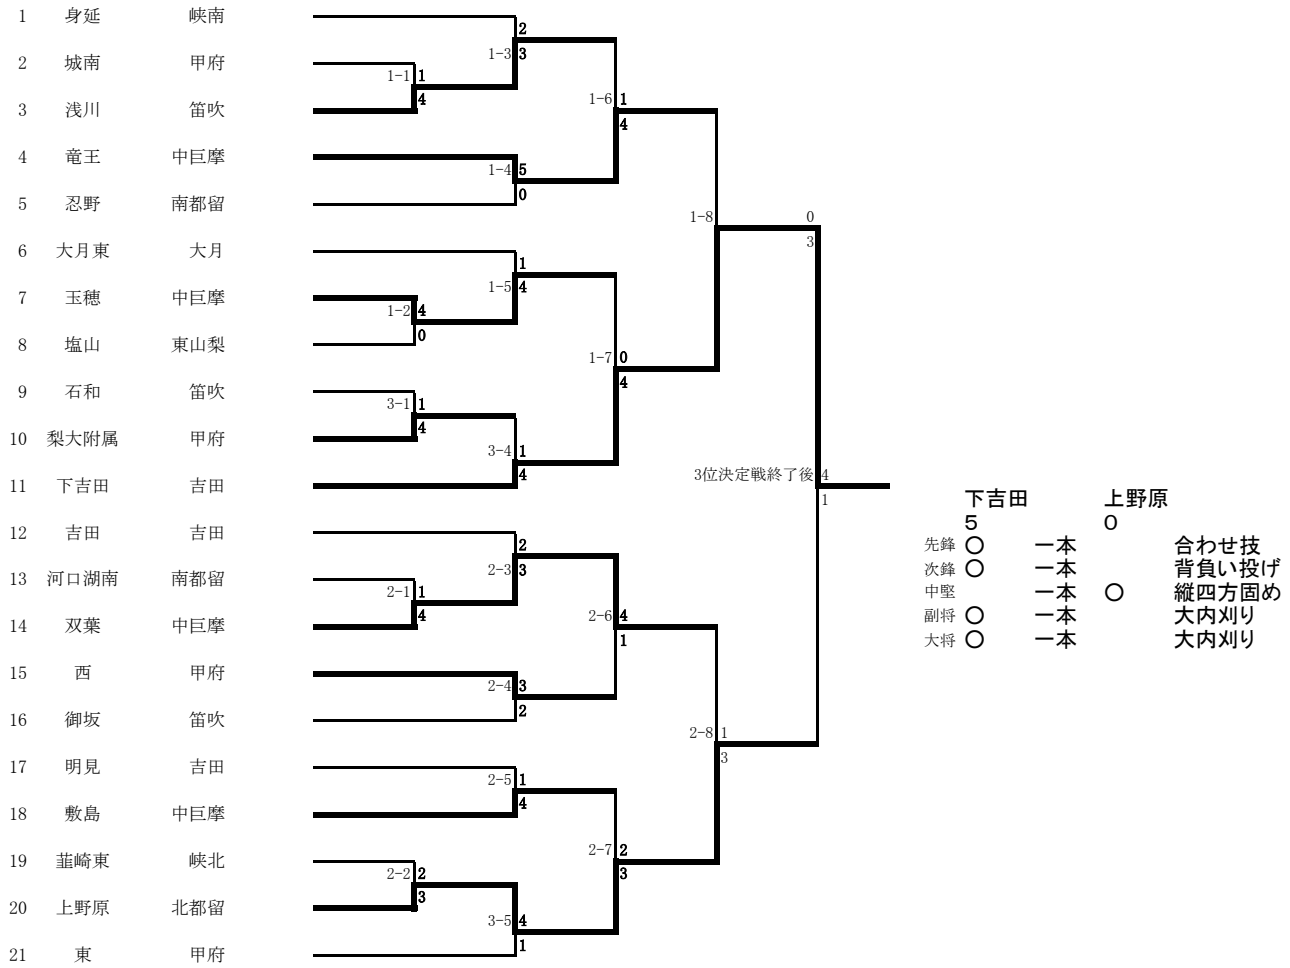 1 身延 峡南
2
1-3 3
2 城南 甲府
1-1 1
4
3 浅川 笛吹
1-6 1
4
4 竜王 中巨摩
1-4 5
0
5 忍野 南都留
1-8 0
3
6 大月東 大月
1
1-5 4
7 玉穂 中巨摩
1-2 4
0
8 塩山 東山梨
1-7 0
4
9 石和 笛吹
3-1 1
4
10 梨大附属 甲府
3-4 1
4
11 下吉田 吉田
3位決定戦終了後 4
1
下吉田 上野原
5 0
先鋒 〇 一本 合わせ技
次鋒 〇 一本 背負い投げ
中堅 一本 〇 縦四方固め
副将 〇 一本 大内刈り
大将 〇 一本 大内刈り
12 吉田 吉田
2
2-3 3
13 河口湖南 南都留
2-1 1
4
14 双葉 中巨摩
2-6 4
1
15 西 甲府
2-4 3
2
16 御坂 笛吹
2-8 1
3
17 明見 吉田
2-5 1
4
18 敷島 中巨摩
2-7 2
3
19 韮崎東 峡北
2-2 2
3
20 上野原 北都留
3-5 4
1
21 東 甲府